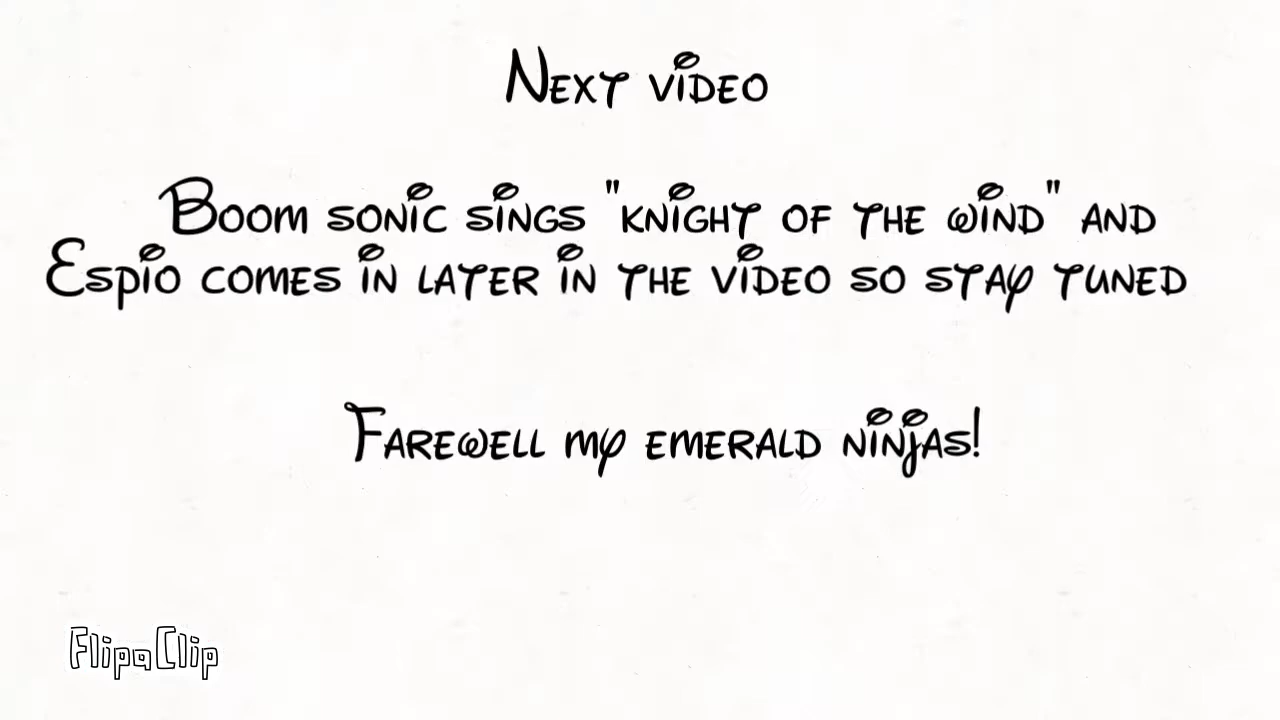 Next video
Boom sonic sings "knight of the wind" and
Espio comes in later in the video so stay tuned
Farewell my emerald ninjas!
FlipaClip